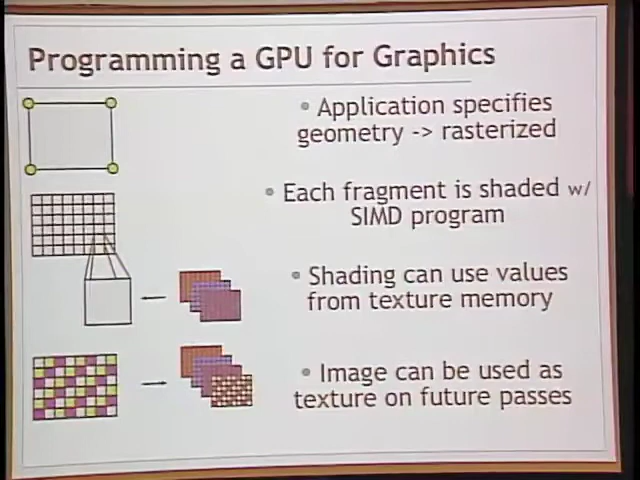 Programming a GPU for Graphics
• Application specifies
geometry -> rasterized
• Each fragment is shaded w/
SIMD program
• Shading can use values
from texture memory
• Image can be used as
texture on future passes